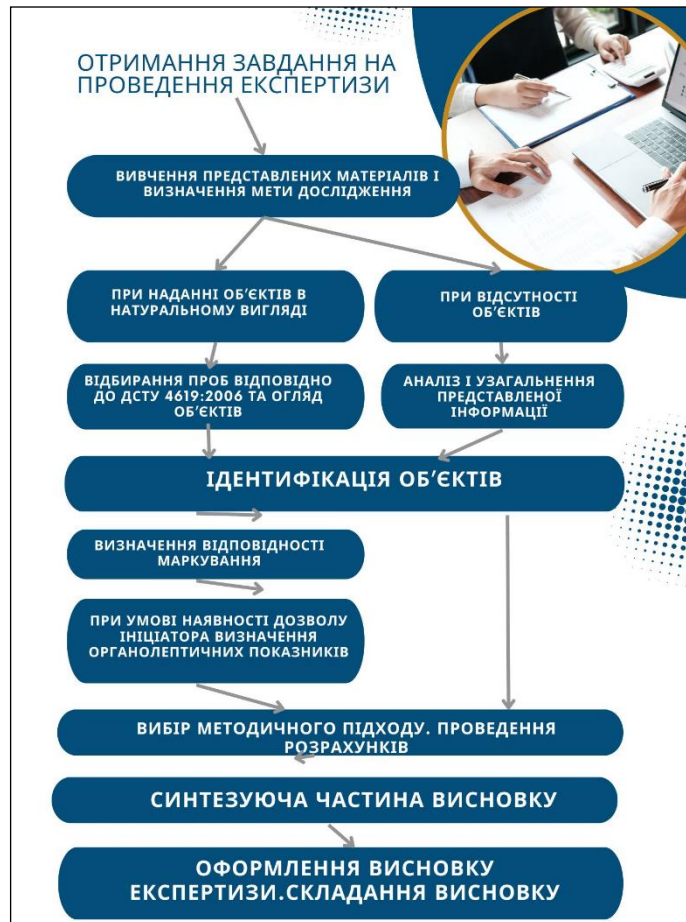 ОТРИМАННЯ ЗАВДАННЯ НА
ПРОВЕДЕННЯ ЕКСПЕРТИЗИ
ВИВЧЕННЯ ПРЕДСТАВЛЕНИХ МАТЕРІАЛІВ І
ВИЗНАЧЕННЯ МЕТИ ДОСЛІДЖЕННЯ
ПРИ НАДАННІ ОБ’ЄКТІВ В
НАТУРАЛЬНОМУ ВИГЛЯДІ
ПРИ ВІДСУТНОСТІ
ОБ’ЄКТІВ
ВІДБИРАННЯ ПРОБ ВІДПОВІДНО
ДО ДСТУ 4619:2006 ТА ОГЛЯД
ОБ’ЄКТІВ
АНАЛІЗ І УЗАГАЛЬНЕННЯ
ПРЕДСТАВЛЕНОЇ
ІНФОРМАЦІЇ
ІДЕНТИФІКАЦІЯ ОБ’ЄКТІВ
ВИЗНАЧЕННЯ ВІДПОВІДНОСТІ
МАРКУВАННЯ
ПРИ УМОВІ НАЯВНОСТІ ДОЗВОЛУ
ІНІЦІАТОРА ВИЗНАЧЕННЯ
ОРГАНОЛЕПТИЧНИХ ПОКАЗНИКІВ
ВИБІР МЕТОДИЧНОГО ПІДХОДУ. ПРОВЕДЕННЯ
РОЗРАХУНКІВ
СИНТЕЗУЮЧА ЧАСТИНА ВИСНОВКУ
ОФОРМЛЕННЯ ВИСНОВКУ
ЕКСПЕРТИЗИ.СКЛАДАННЯ ВИСНОВКУ